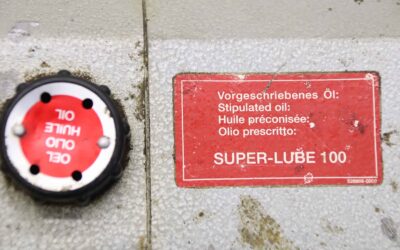 OEL
OLIO
HUILE
OIL
Vorgeschriebenes Öl:
Stipulated oil:
Huile préconisée:
Olio prescritto:
SUPER-LUBE 100